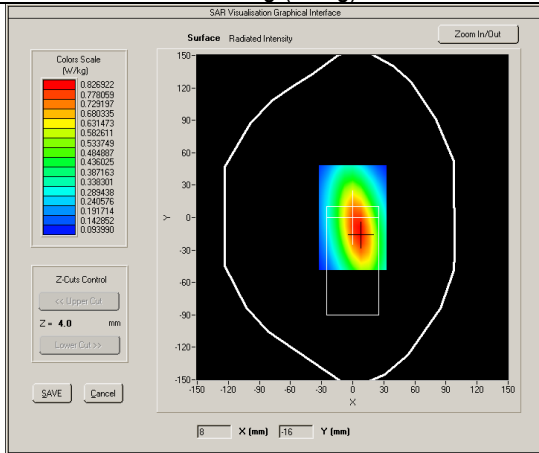 SAR Visualisation Graphical Interface
Surface Radiated Intensity
Zoom In/Out
Colors Scale
(W/kg)
0.826922
0.778059
0.729197
0.680335
0.631473
0.582611
0.533749
0.484887
0.436025
0.387163
0.338301
0.289438
0.240576
0.191714
0.142852
0.093990
Z-Cuts Control
<< Upper Cut
Z = 4.0 mm
Lower Cut >>
SAVE Cancel
150-
120-
90-
60-
30-
0-
-30-
-60-
-90-
-120-
-150-
Y
-150 -120 -90 -60 -30 0 30 60 90 120 150
X
8 X (mm) -16 Y (mm)